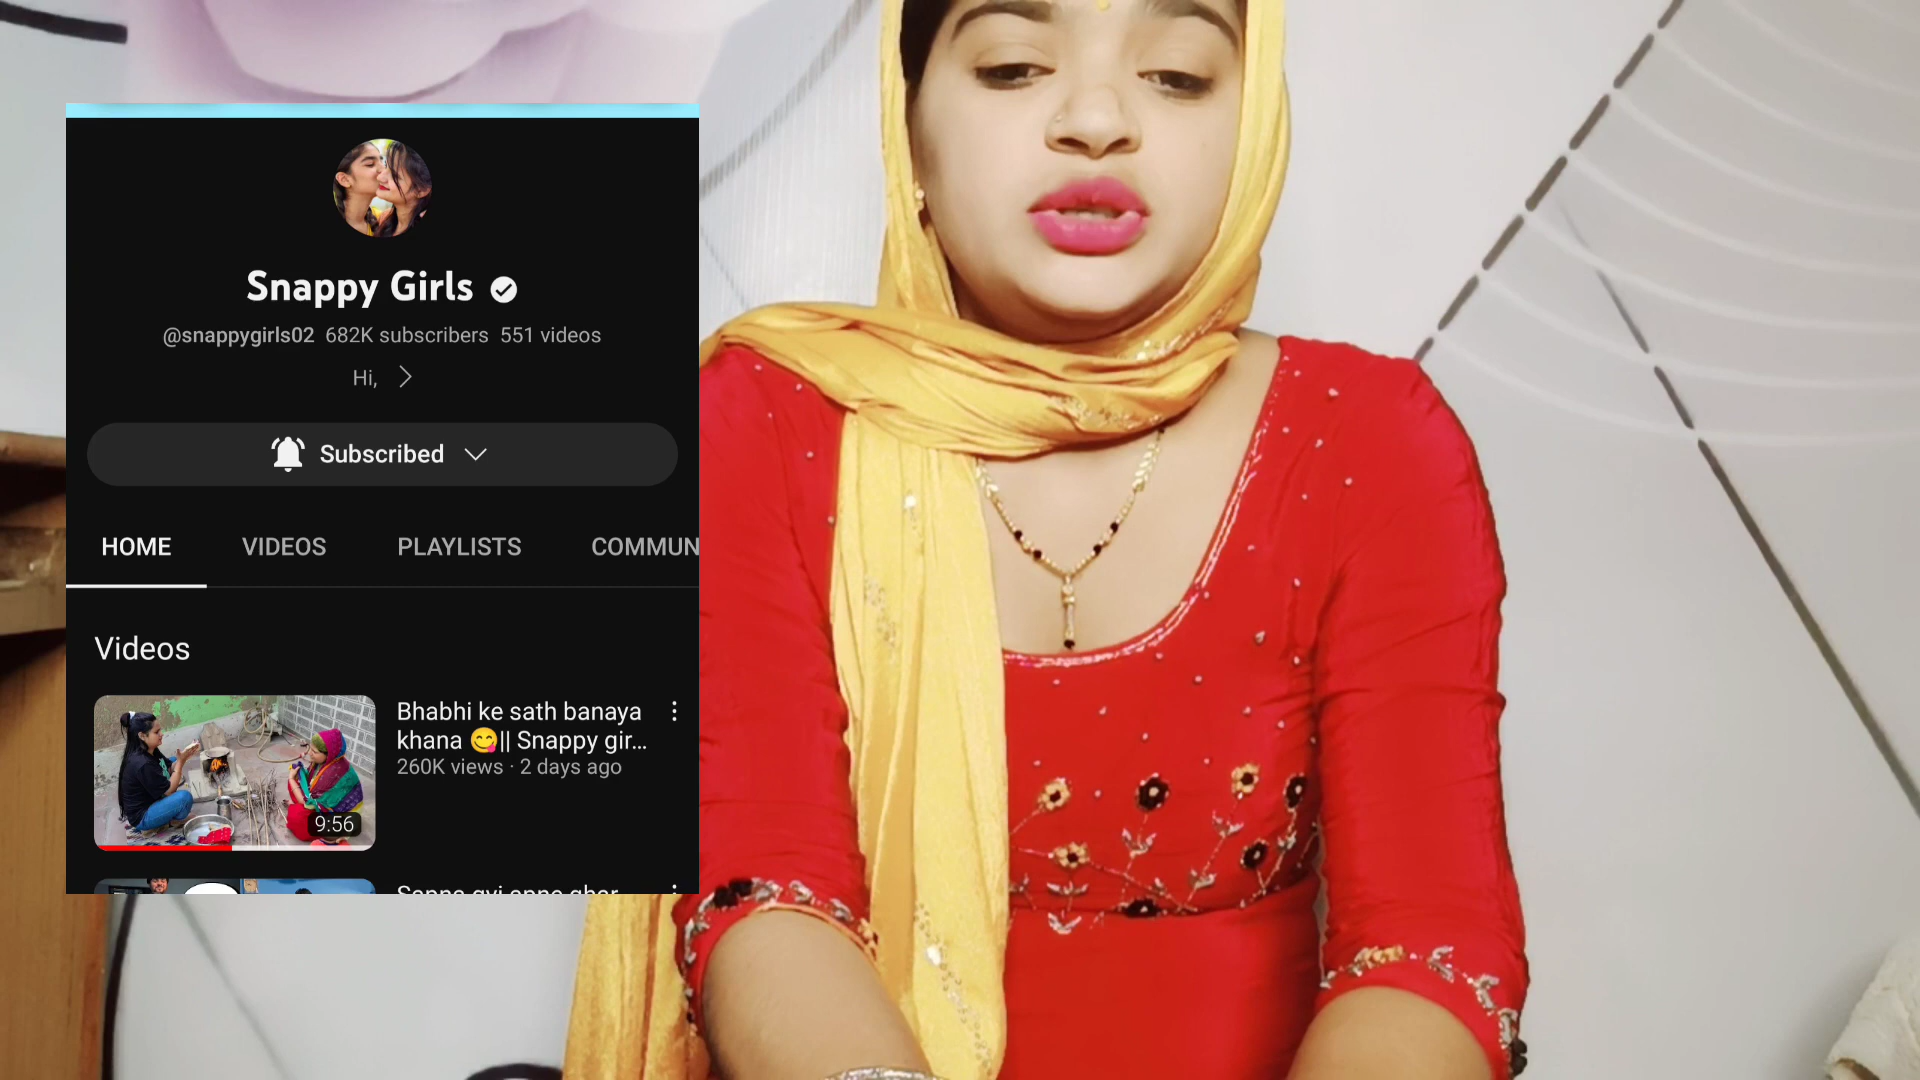 Snappy Girls
@snappygirls02 682K subscribers 551 videos
Hi,
Subscribed
HOME VIDEOS PLAYLISTS COMMUN
Videos
Bhabhi ke sath banaya
khana 😋|| Snappy gir...
260K views · 2 days ago
9:56